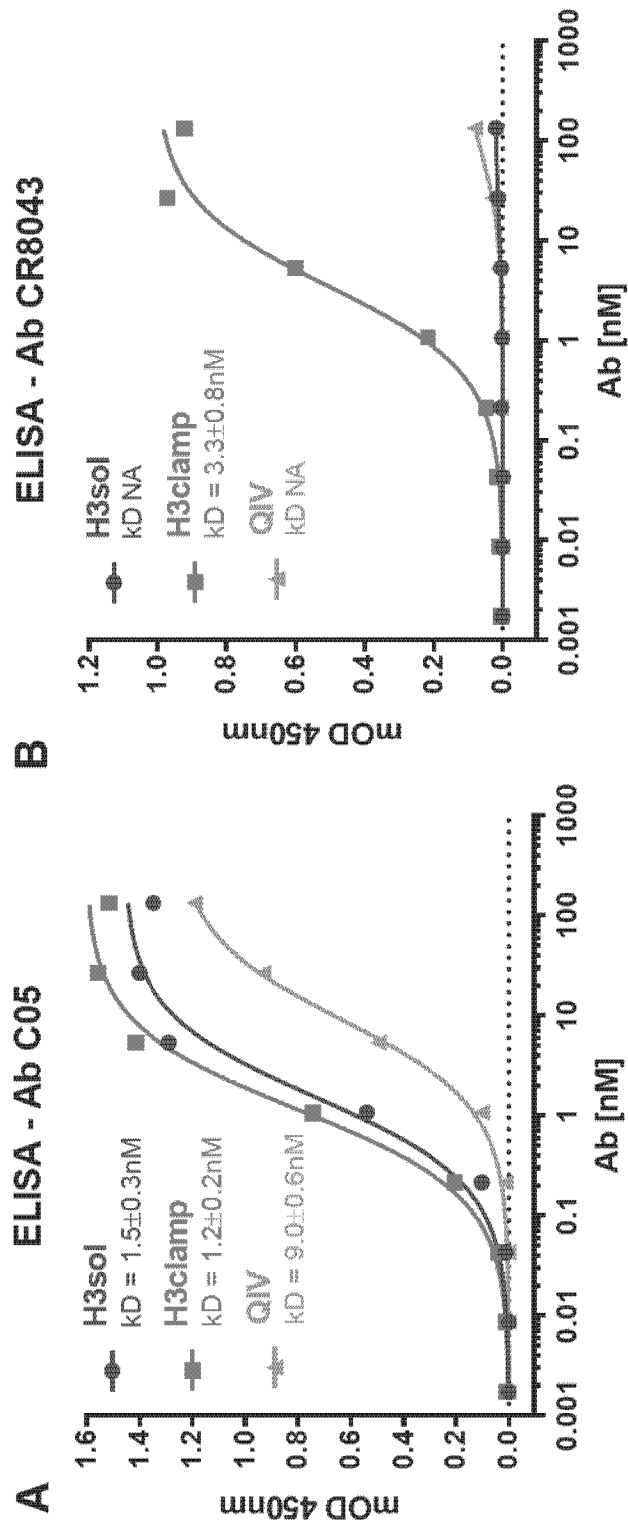 A
ELISA - Ab C05
H3sol
kD = 1.5±0.3nM
H3clamp
kD = 1.2±0.2nM
QIV
kD = 9.0±0.6nM
mOD 450nm
1.6
1.4
1.2
1.0
0.8
0.6
0.4
0.2
0.0
0.001
0.01
0.1
1
10
100
1000
Ab [nM]
B
ELISA - Ab CR8043
H3sol
kD NA
H3clamp
kD = 3.3±0.8nM
QIV
kD NA
mOD 450nm
1.2
1.0
0.8
0.6
0.4
0.2
0.0
0.001
0.01
0.1
1
10
100
1000
Ab [nM]